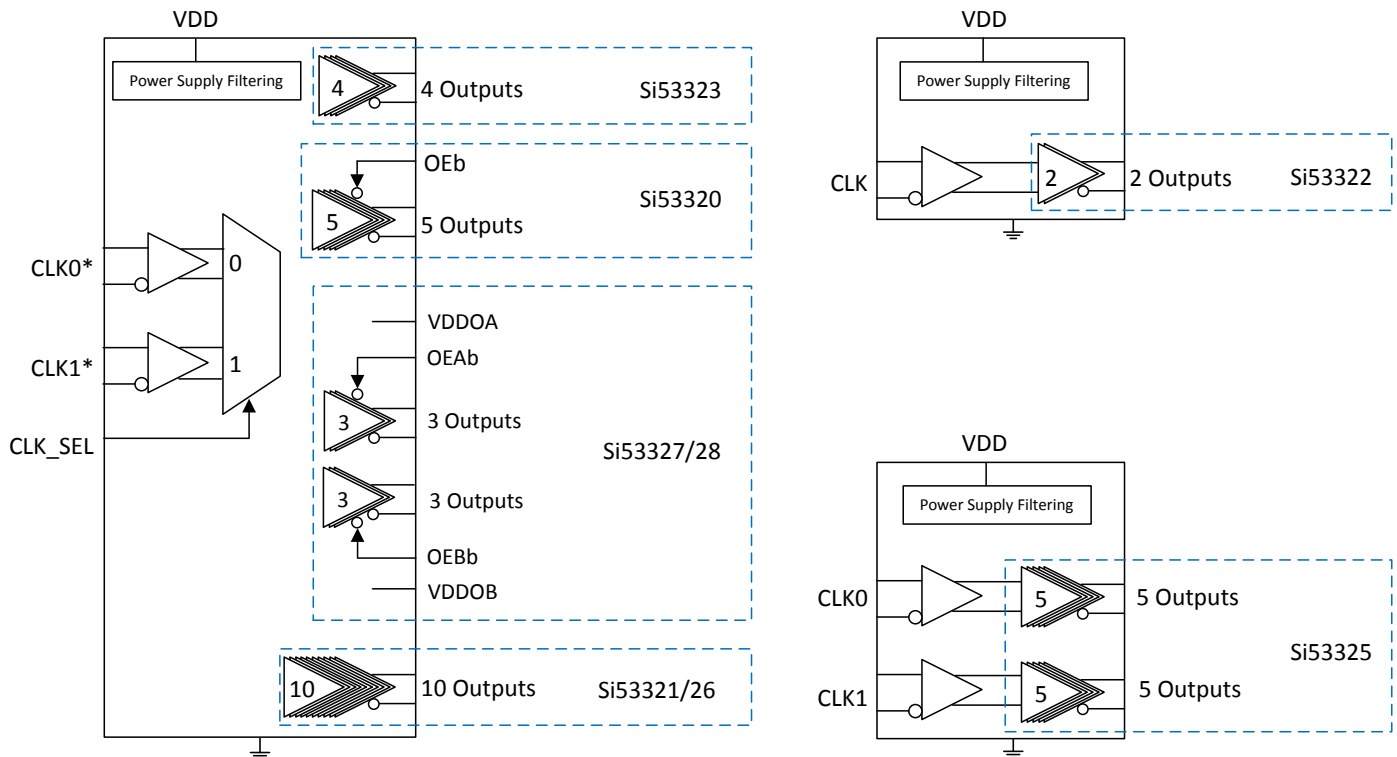 VDD
Power Supply Filtering
4
4 Outputs
Si53323
OEb
5
5 Outputs
Si53320
CLK0*
0
CLK1*
1
CLK_SEL
VDDOA
OEAb
3
3 Outputs
Si53327/28
3
3 Outputs
OEBb
VDDOB
10
10 Outputs
Si53321/26
VDD
Power Supply Filtering
CLK
2
2 Outputs
Si53322
VDD
Power Supply Filtering
CLK0
5
5 Outputs
Si53325
CLK1
5
5 Outputs